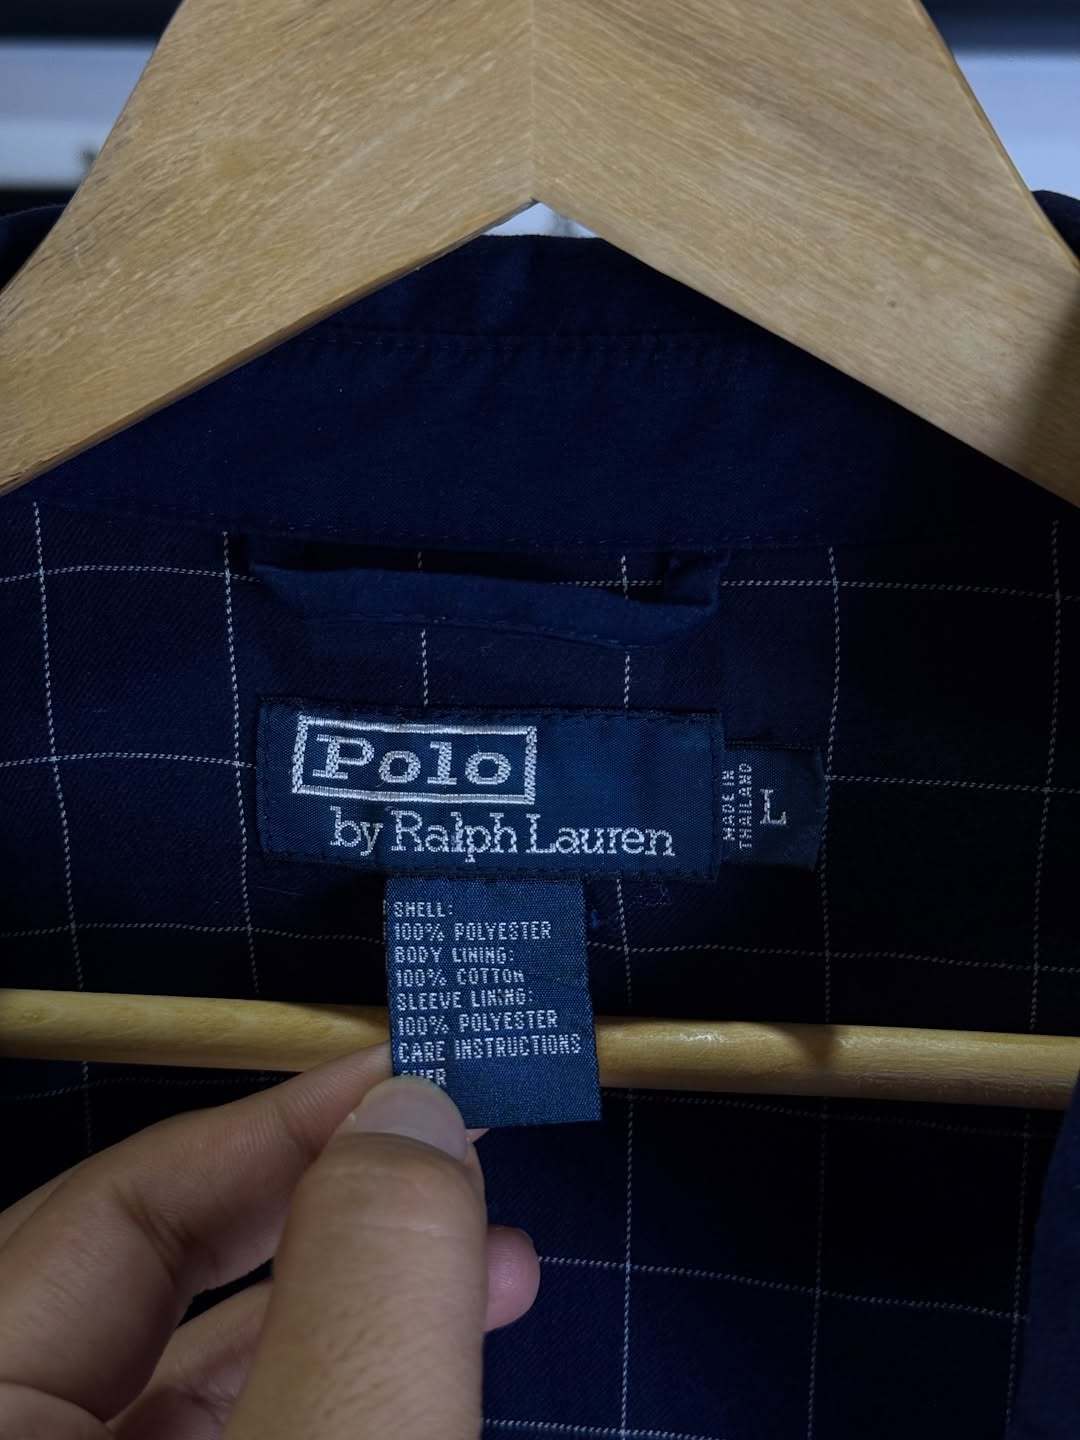 Polo
by Ralph Lauren
MADE IN
THAILAND
L
SHELL:
100% POLYESTER
BODY LINING:
100% COTTON
SLEEVE LINING:
100% POLYESTER
CARE INSTRUCTIONS
OVER